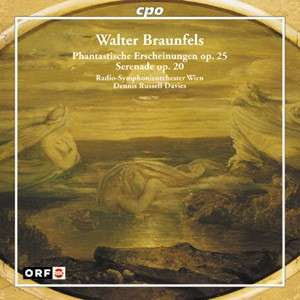 cpo
Walter Braunfels
Phantastische Erscheinungen op. 25
Serenade op. 20
Radio-Symphonieorchester Wien
Dennis Russell Davies
ORF